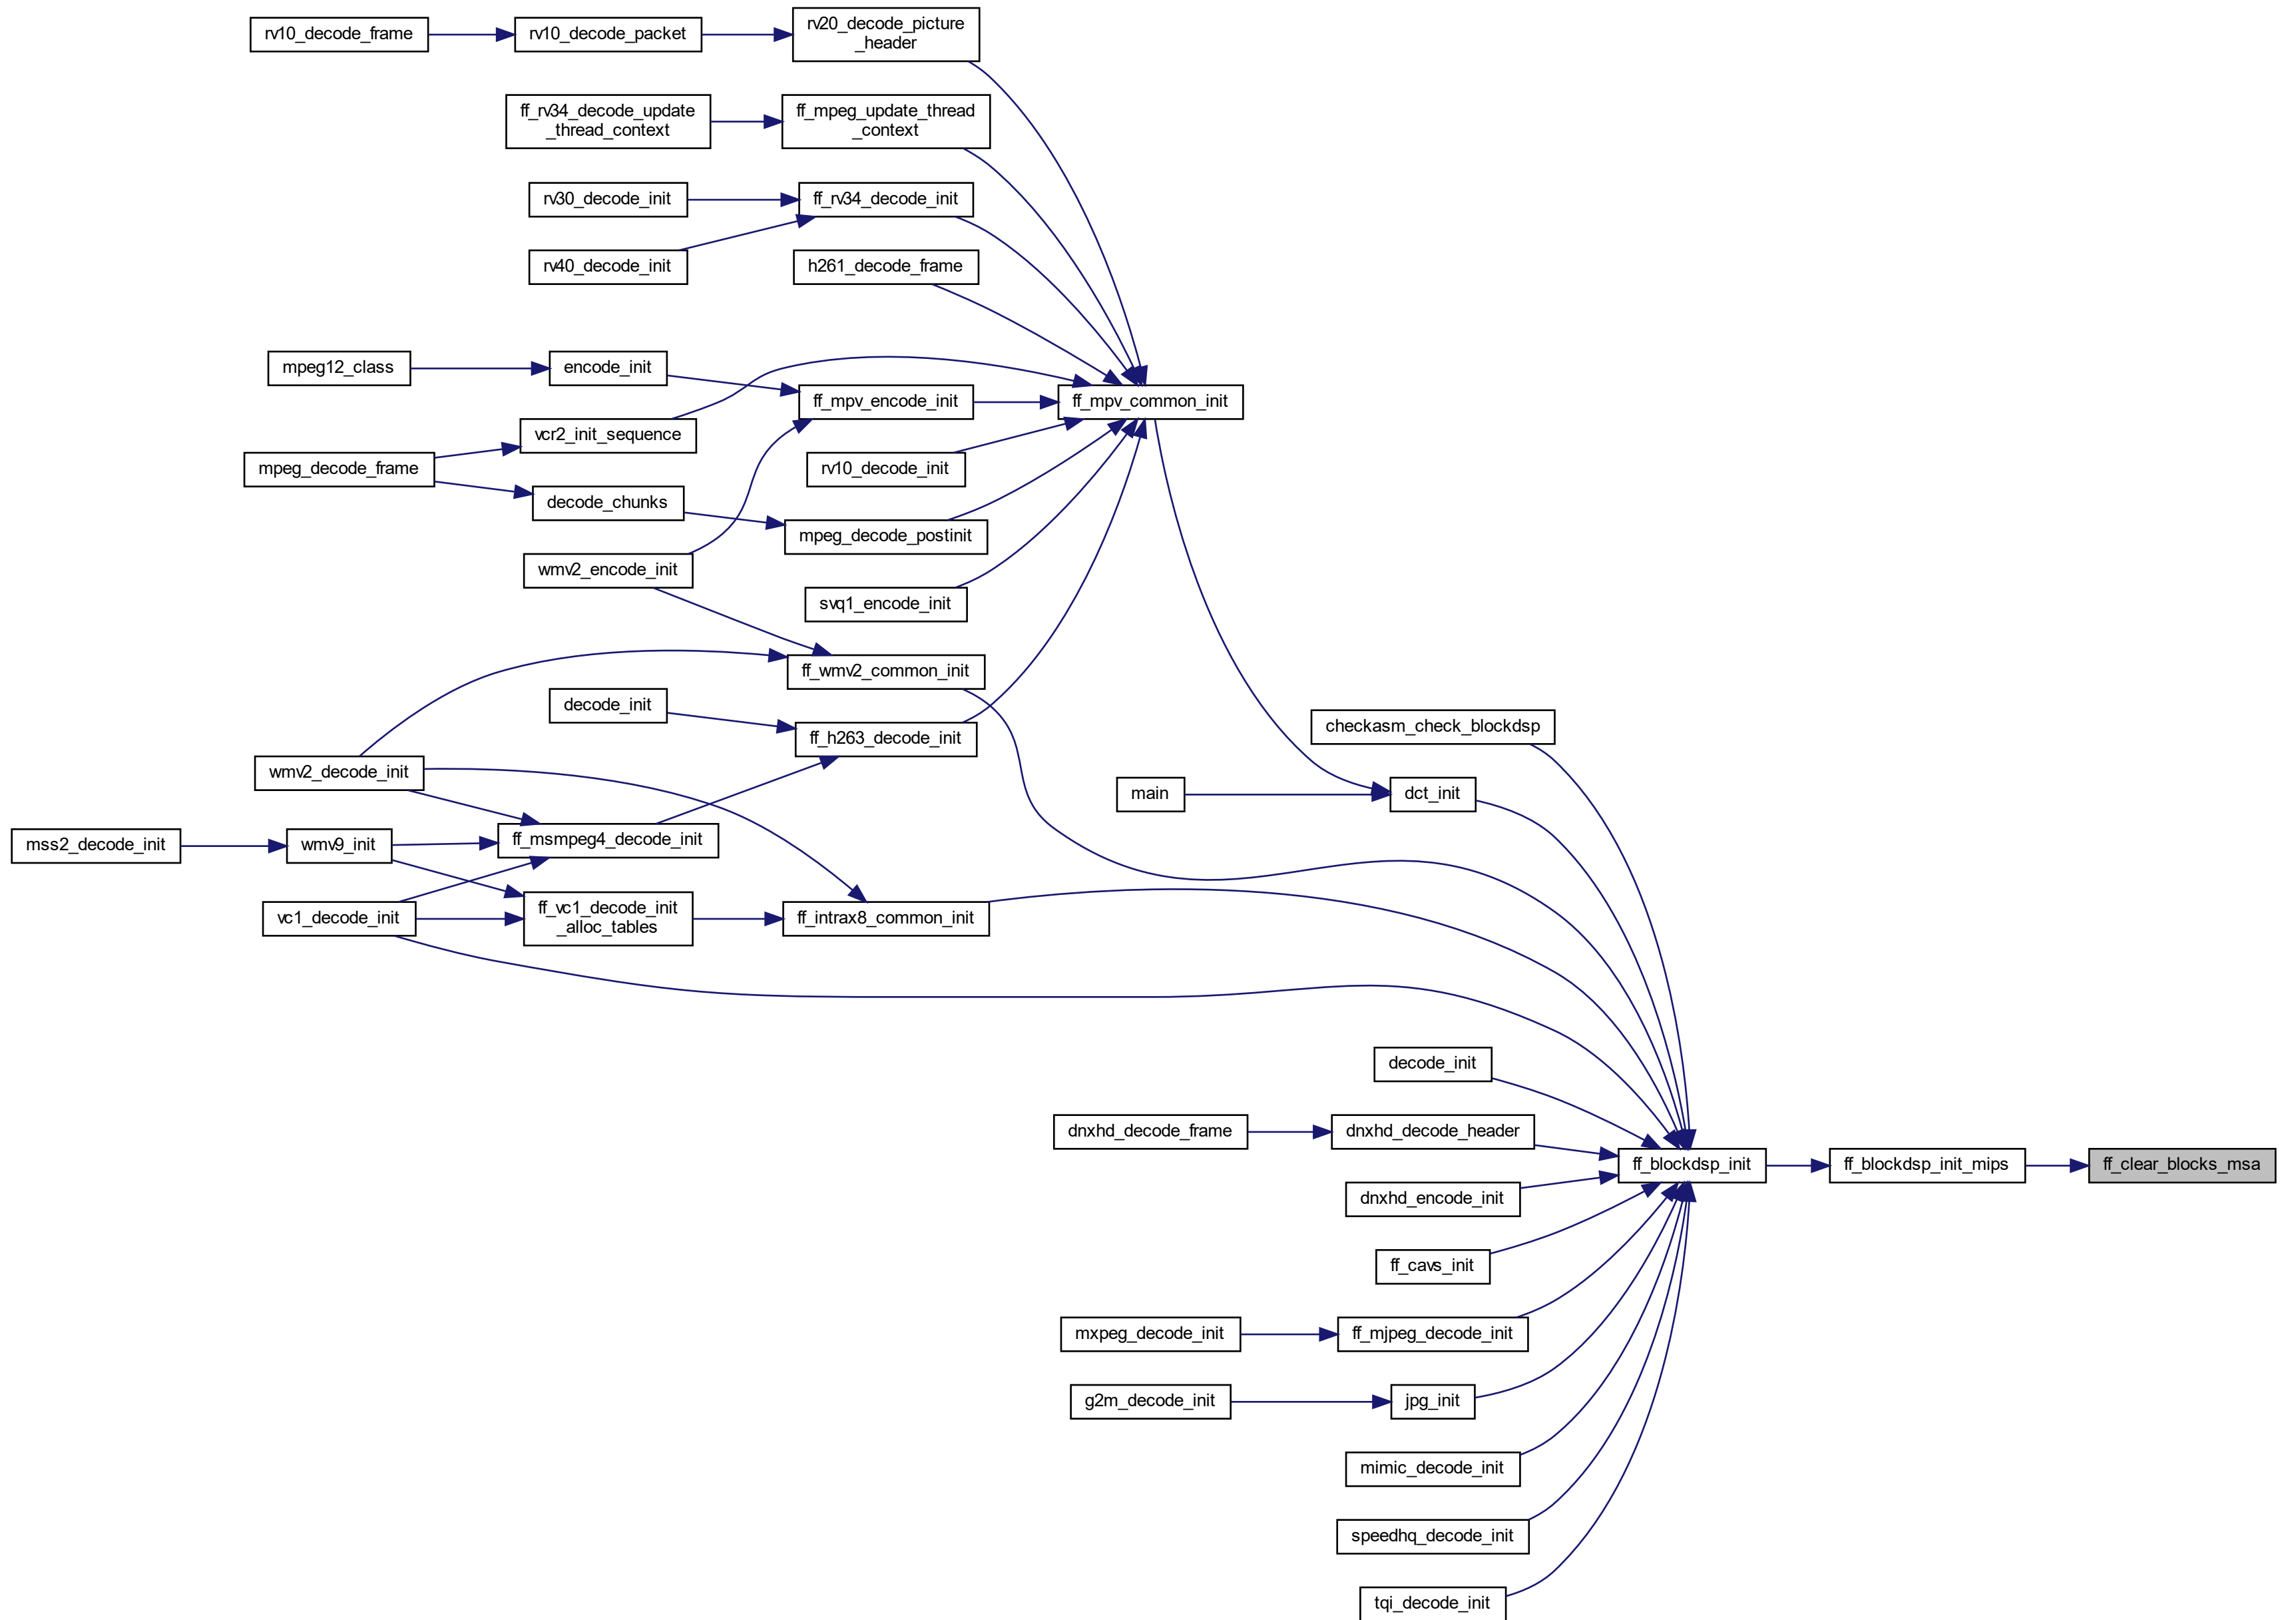 rv10_decode_frame
rv10_decode_packet
rv20_decode_picture
_header
ff_rv34_decode_update
_thread_context
ff_mpeg_update_thread
_context
rv30_decode_init
ff_rv34_decode_init
rv40_decode_init
h261_decode_frame
mpeg12_class
encode_init
ff_mpv_encode_init
ff_mpv_common_init
vcr2_init_sequence
mpeg_decode_frame
rv10_decode_init
decode_chunks
mpeg_decode_postinit
wmv2_encode_init
svq1_encode_init
ff_wmv2_common_init
decode_init
ff_h263_decode_init
checkasm_check_blockdsp
wmv2_decode_init
main
dct_init
mss2_decode_init
wmv9_init
ff_msmpeg4_decode_init
vc1_decode_init
ff_vc1_decode_init
_alloc_tables
ff_intrax8_common_init
decode_init
dnxhd_decode_frame
dnxhd_decode_header
ff_blockdsp_init
ff_blockdsp_init_mips
ff_clear_blocks_msa
dnxhd_encode_init
ff_cavs_init
mxpeg_decode_init
ff_mjpeg_decode_init
g2m_decode_init
jpg_init
mimic_decode_init
speedhq_decode_init
tqi_decode_init